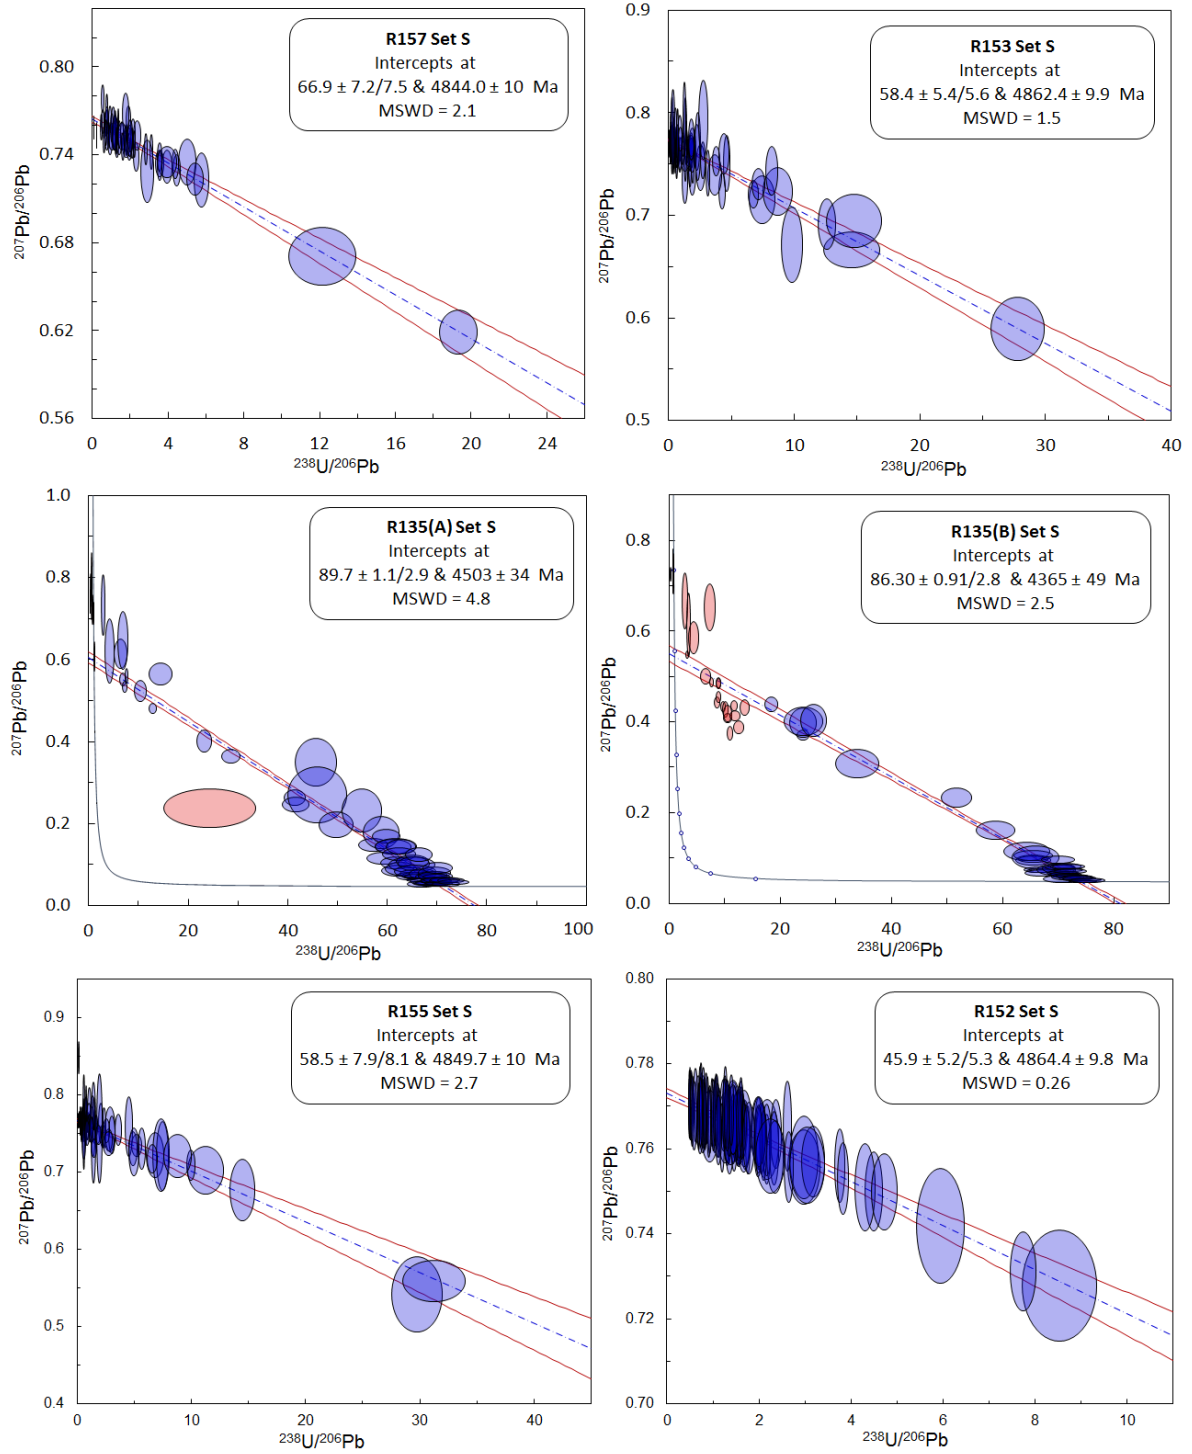 R157 Set S
Intercepts at
66.9 ± 7.2/7.5 & 4844.0 ± 10 Ma
MSWD = 2.1
0.80
0.74
0.68
0.62
0.56
²⁰⁷Pb/²⁰⁶Pb
0 4 8 12 16 20 24
²³⁸U/²⁰⁶Pb
R153 Set S
Intercepts at
58.4 ± 5.4/5.6 & 4862.4 ± 9.9 Ma
MSWD = 1.5
0.9
0.8
0.7
0.6
0.5
²⁰⁷Pb/²⁰⁶Pb
0 10 20 30 40
²³⁸U/²⁰⁶Pb
R135(A) Set S
Intercepts at
89.7 ± 1.1/2.9 & 4503 ± 34 Ma
MSWD = 4.8
1.0
0.8
0.6
0.4
0.2
0.0
²⁰⁷Pb/²⁰⁶Pb
0 20 40 60 80 100
²³⁸U/²⁰⁶Pb
R135(B) Set S
Intercepts at
86.30 ± 0.91/2.8 & 4365 ± 49 Ma
MSWD = 2.5
0.8
0.6
0.4
0.2
0.0
²⁰⁷Pb/²⁰⁶Pb
0 20 40 60 80
²³⁸U/²⁰⁶Pb
R155 Set S
Intercepts at
58.5 ± 7.9/8.1 & 4849.7 ± 10 Ma
MSWD = 2.7
0.9
0.8
0.7
0.6
0.5
0.4
²⁰⁷Pb/²⁰⁶Pb
0 10 20 30 40
²³⁸U/²⁰⁶Pb
R152 Set S
Intercepts at
45.9 ± 5.2/5.3 & 4864.4 ± 9.8 Ma
MSWD = 0.26
0.80
0.78
0.76
0.74
0.72
0.70
²⁰⁷Pb/²⁰⁶Pb
0 2 4 6 8 10
²³⁸U/²⁰⁶Pb